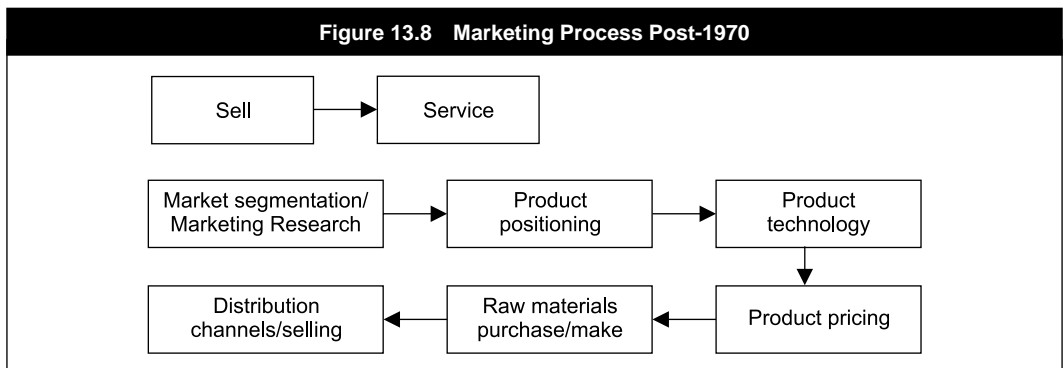 Figure 13.8 Marketing Process Post-1970
Sell
Service
Market segmentation/
Marketing Research
Product
positioning
Product
technology
Product pricing
Raw materials
purchase/make
Distribution
channels/selling